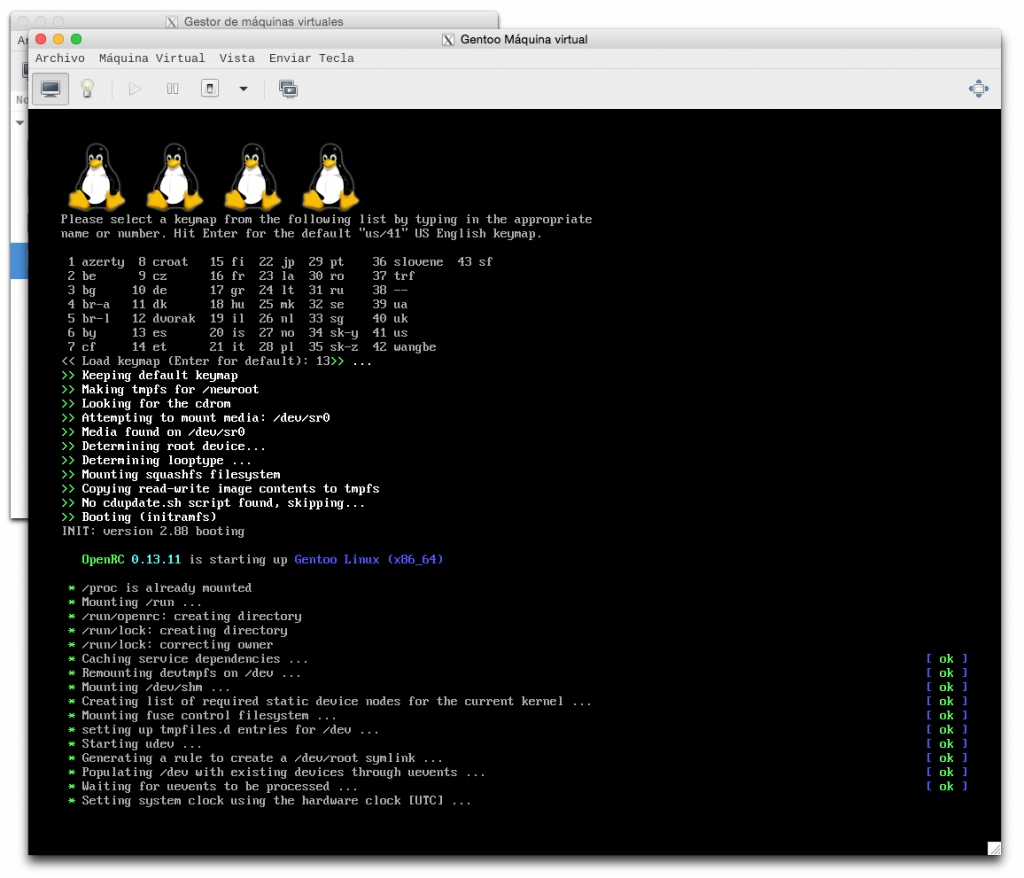 Gestor de máquinas virtuales
Gentoo Máquina virtual
Archivo Máquina Virtual Vista Enviar Tecla
Please select a keymap from the following list by typing in the appropriate
name or number. Hit Enter for the default "us/41" US English keymap.
1 azerty 8 croat 15 fi 22 jp 29 pt 36 slovene 43 sf
2 be 9 cz 16 fr 23 la 30 ro 37 trf
3 bg 10 de 17 gr 24 lt 31 ru 38 --
4 br-a 11 dk 18 hu 25 mk 32 se 39 ua
5 br-l 12 dvorak 19 il 26 nl 33 sg 40 uk
6 by 13 es 20 is 27 no 34 sk-y 41 us
7 cf 14 et 21 it 28 pl 35 sk-z 42 wangbe
<< Load keymap (Enter for default): 13>> ...
>> Keeping default keymap
>> Making tmpfs for /newroot
>> Looking for the cdrom
>> Attempting to mount media: /dev/sr0
>> Media found on /dev/sr0
>> Determining root device...
>> Determining looptype ...
>> Mounting squashfs filesystem
>> Copying read-write image contents to tmpfs
>> No cdupdate.sh script found, skipping...
>> Booting (initramfs)
INIT: version 2.88 booting
OpenRC 0.13.11 is starting up Gentoo Linux (x86_64)
* /proc is already mounted
* Mounting /run ...
* /run/openrc: creating directory
* /run/lock: creating directory
* /run/lock: correcting owner
* Caching service dependencies ... [ ok ]
* Remounting devtmpfs on /dev ... [ ok ]
* Mounting /dev/shm ... [ ok ]
* Creating list of required static device nodes for the current kernel ... [ ok ]
* Mounting fuse control filesystem ... [ ok ]
* setting up tmpfiles.d entries for /dev ... [ ok ]
* Starting udev ... [ ok ]
* Generating a rule to create a /dev/root symlink ... [ ok ]
* Populating /dev with existing devices through uevents ... [ ok ]
* Waiting for uevents to be processed ... [ ok ]
* Setting system clock using the hardware clock [UTC] ...